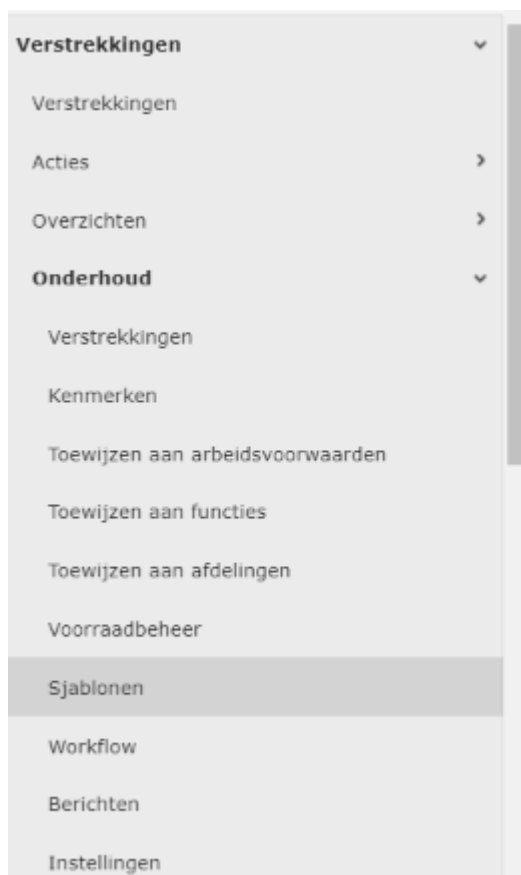 Verstrekkingen
Verstrekkingen
Acties
Overzichten
Onderhoud
Verstrekkingen
Kenmerken
Toewijzen aan arbeidsvoorwaarden
Toewijzen aan functies
Toewijzen aan afdelingen
Voorraadbeheer
Sjablonen
Workflow
Berichten
Instellingen